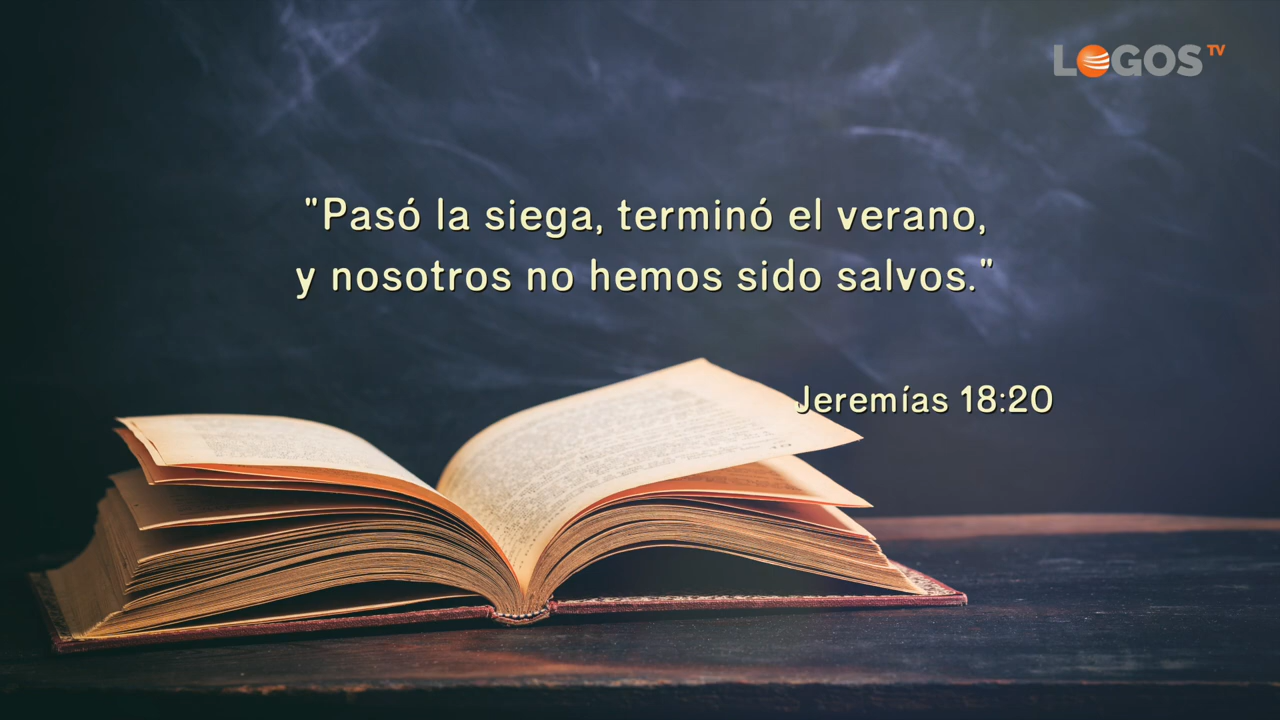 LOGOS TV
"Pasó la siega, terminó el verano,
y nosotros no hemos sido salvos."
Jeremías 18:20